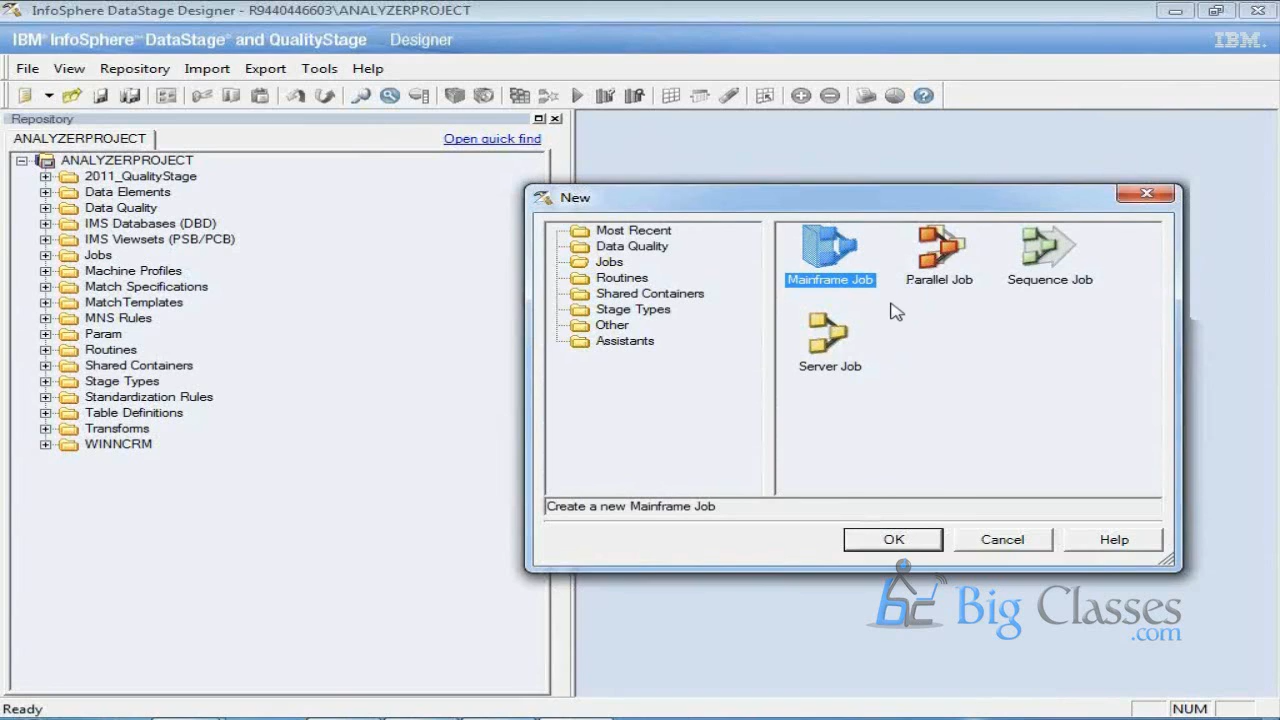 InfoSphere DataStage Designer - R9440446603\ANALYZERPROJECT
IBM® InfoSphere™ DataStage® and QualityStage Designer
IBM.
File View Repository Import Export Tools Help
Repository
ANALYZERPROJECT
Open quick find
ANALYZERPROJECT
2011_QualityStage
Data Elements
Data Quality
IMS Databases (DBD)
IMS Viewsets (PSB/PCB)
Jobs
Machine Profiles
Match Specifications
MatchTemplates
MNS Rules
Param
Routines
Shared Containers
Stage Types
Standardization Rules
Table Definitions
Transforms
WINNCRM
New
Most Recent
Data Quality
Jobs
Routines
Shared Containers
Stage Types
Other
Assistants
Mainframe Job
Parallel Job
Sequence Job
Server Job
Create a new Mainframe Job
OK
Cancel
Help
bc Big Classes
.com
Ready
NUM